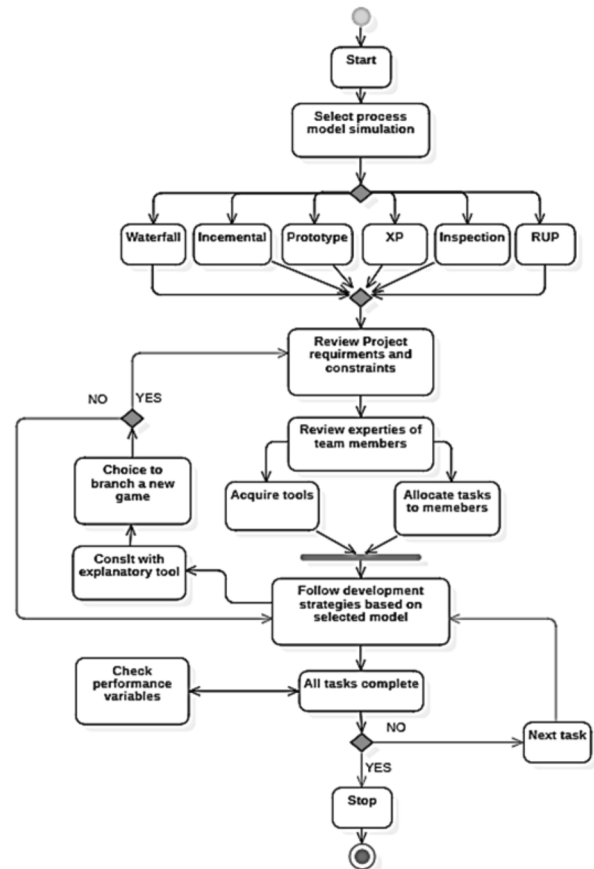 Start
Select process
model simulation
Waterfall
Incemental
Prototype
XP
Inspection
RUP
Review Project
requirments and
constraints
NO
YES
Review experties of
team members
Choice to
branch a new
game
Acquire tools
Allocate tasks
to memebers
Conslt with
explanatory tool
Follow development
strategies based on
selected model
Check
performance
variables
All tasks complete
NO
Next task
YES
Stop